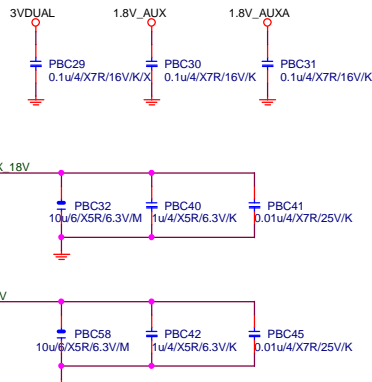 3VDUAL 1.8V_AUX 1.8V_AUXA
PBC29 PBC30 PBC31
0.1u/4/X7R/16V/K/X 0.1u/4/X7R/16V/K 0.1u/4/X7R/16V/K
X_18V
PBC32 PBC40 PBC41
10u/6/X5R/6.3V/M 1u/4/X5R/6.3V/K 0.01u/4/X7R/25V/K
V
PBC58 PBC42 PBC45
10u/6/X5R/6.3V/M 1u/4/X5R/6.3V/K 0.01u/4/X7R/25V/K